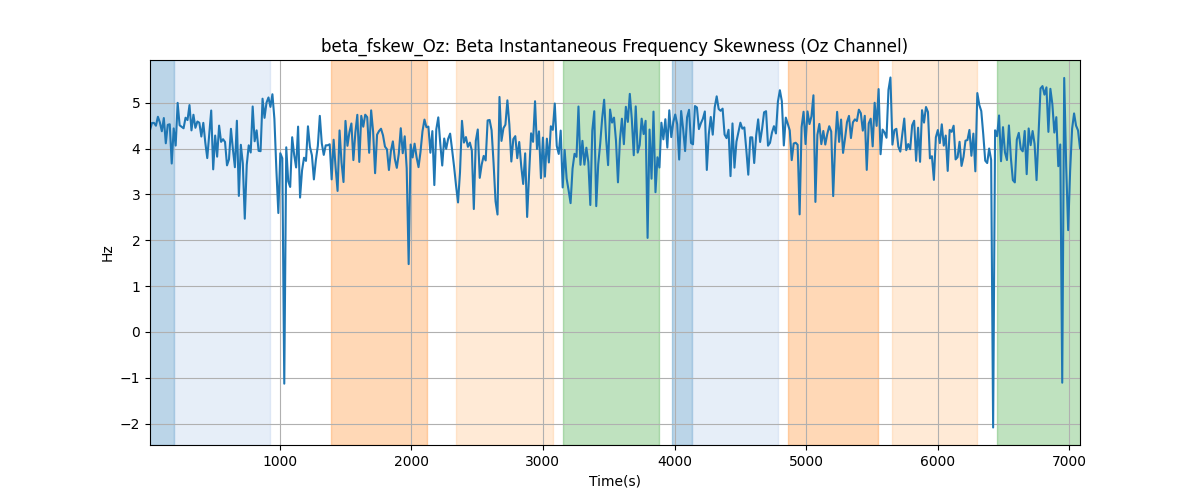 beta_fskew_Oz: Beta Instantaneous Frequency Skewness (Oz Channel)
Hz
5
4
3
2
1
0
−1
−2
1000 2000 3000 4000 5000 6000 7000
Time(s)